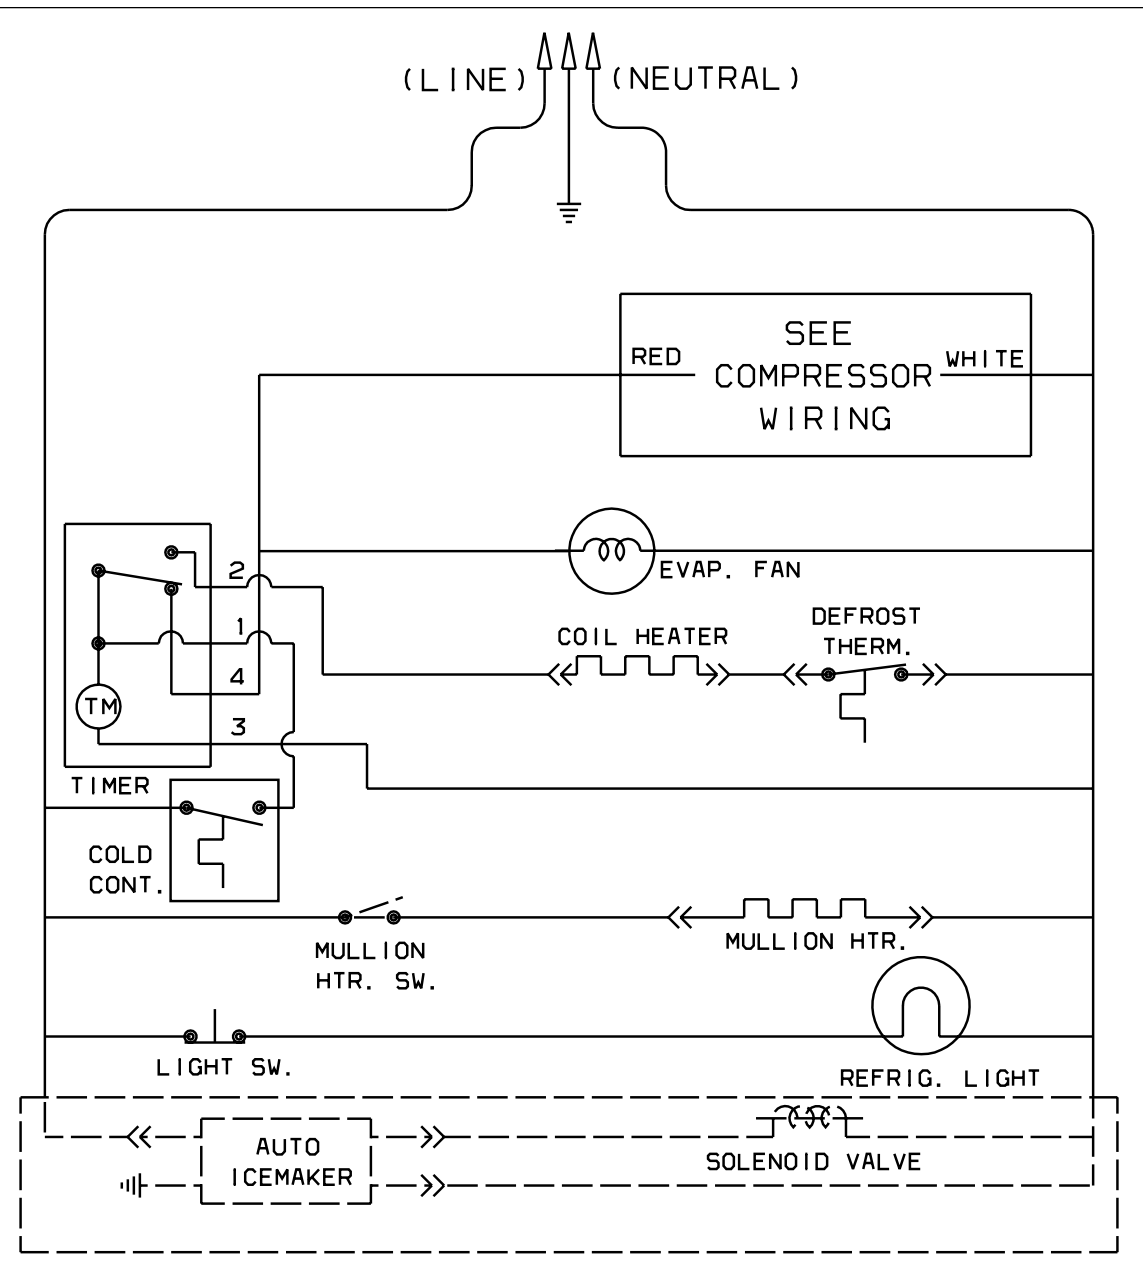 (LINE) (NEUTRAL)
SEE
RED COMPRESSOR WHITE
WIRING
2
EVAP. FAN
1
COIL HEATER
DEFROST
THERM.
4
TM
3
TIMER
COLD
CONT.
MULLION
HTR. SW.
MULLION HTR.
LIGHT SW.
REFRIG. LIGHT
AUTO
ICEMAKER
SOLENOID VALVE